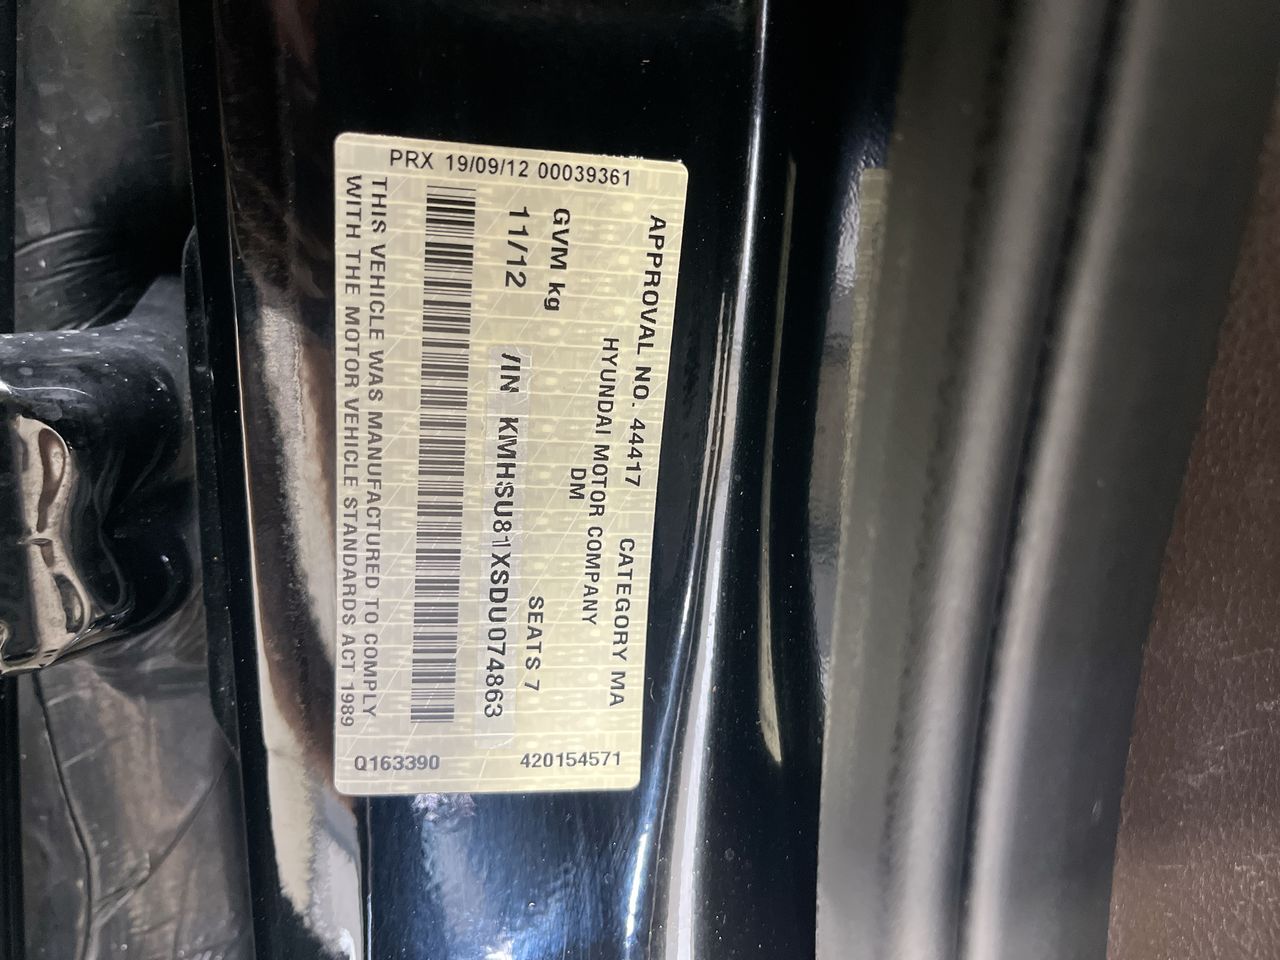 PRX 19/09/12 00039361
APPROVAL NO. 44417 CATEGORY MA
HYUNDAI MOTOR COMPANY
DM
GVM kg SEATS 7
11/12 VIN KMHSU81XSDU074863
THIS VEHICLE WAS MANUFACTURED TO COMPLY
WITH THE MOTOR VEHICLE STANDARDS ACT 1989
420154571
Q163390